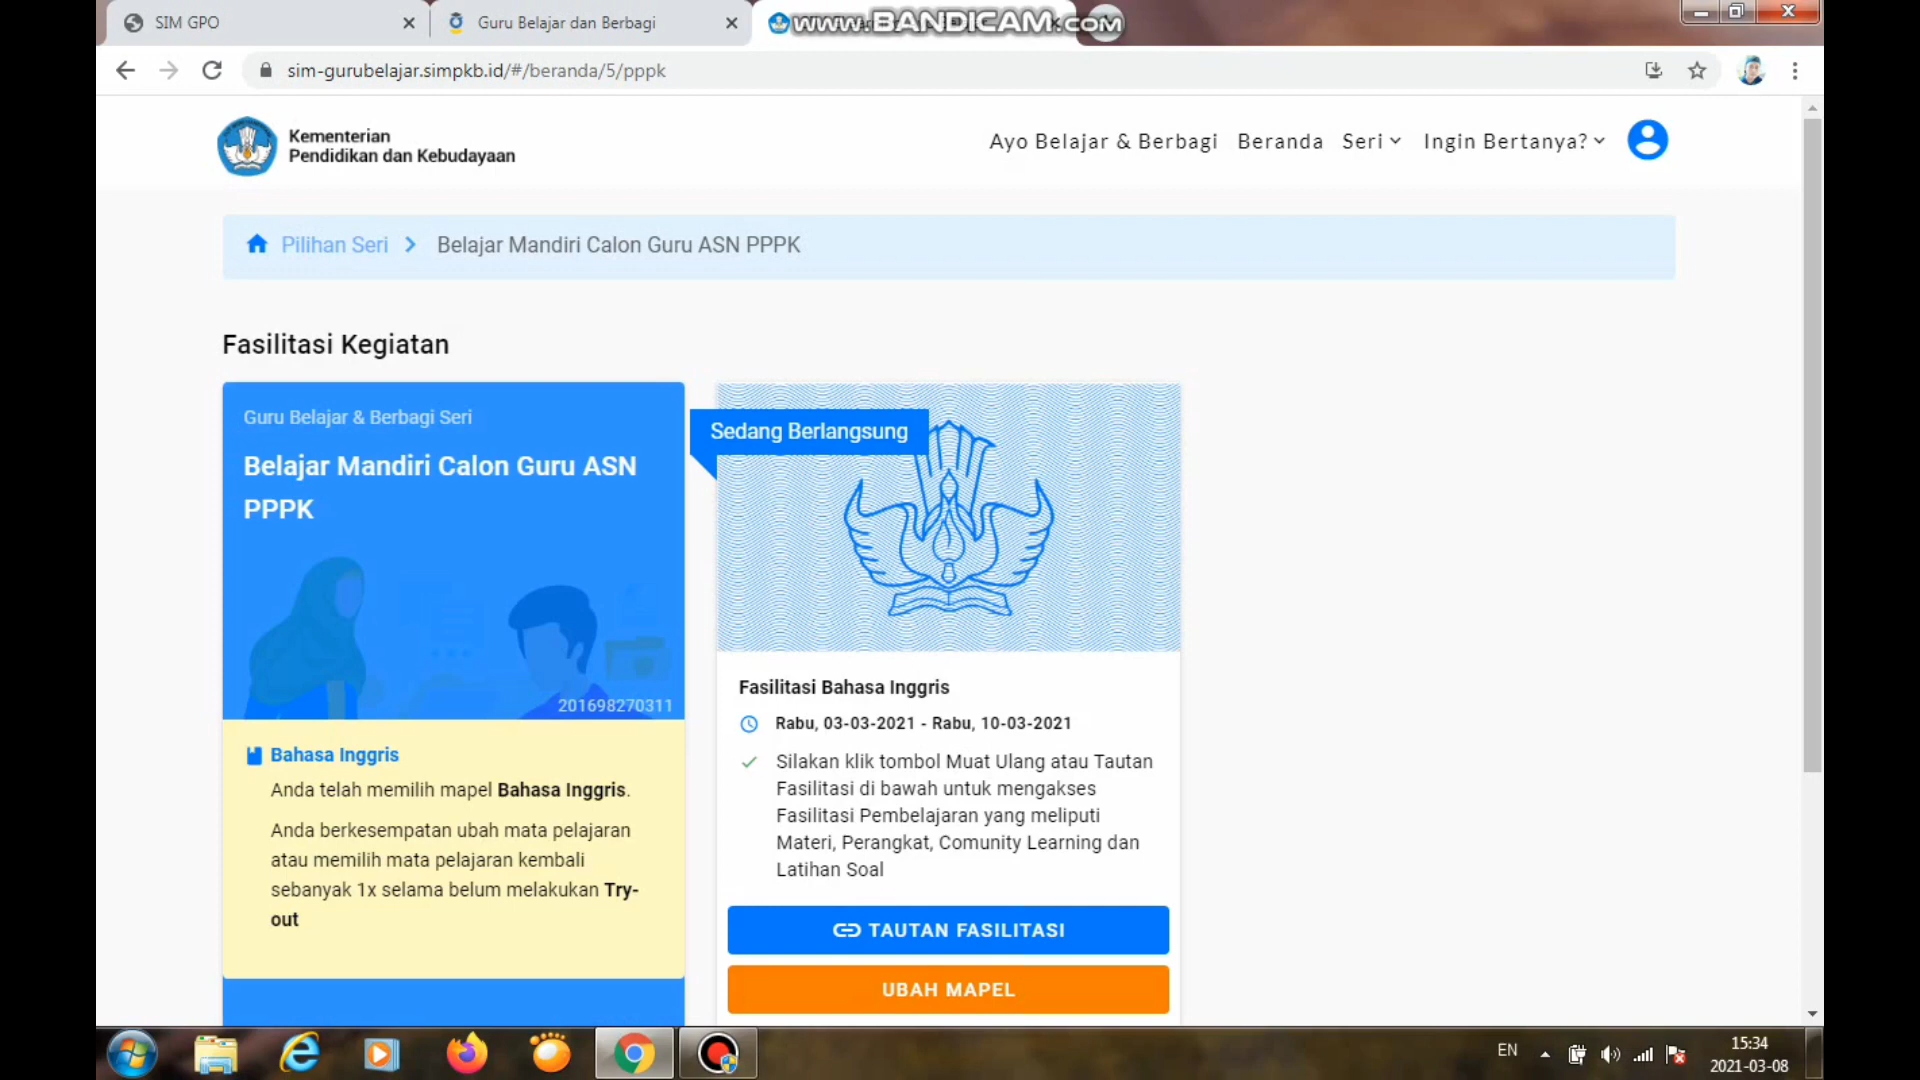 SIM GPO
Guru Belajar dan Berbagi
www.BANDICAM.com
sim-gurubelajar.simpkb.id/#/beranda/5/pppk
Kementerian
Pendidikan dan Kebudayaan
Ayo Belajar & Berbagi Beranda Seri Ingin Bertanya?
Pilihan Seri Belajar Mandiri Calon Guru ASN PPPK
Fasilitasi Kegiatan
Guru Belajar & Berbagi Seri
Belajar Mandiri Calon Guru ASN
PPPK
201698270311
Bahasa Inggris
Anda telah memilih mapel Bahasa Inggris.
Anda berkesempatan ubah mata pelajaran
atau memilih mata pelajaran kembali
sebanyak 1x selama belum melakukan Try-
out
Sedang Berlangsung
Fasilitasi Bahasa Inggris
Rabu, 03-03-2021 - Rabu, 10-03-2021
Silakan klik tombol Muat Ulang atau Tautan
Fasilitasi di bawah untuk mengakses
Fasilitasi Pembelajaran yang meliputi
Materi, Perangkat, Comunity Learning dan
Latihan Soal
TAUTAN FASILITASI
UBAH MAPEL
EN
15:34
2021-03-08